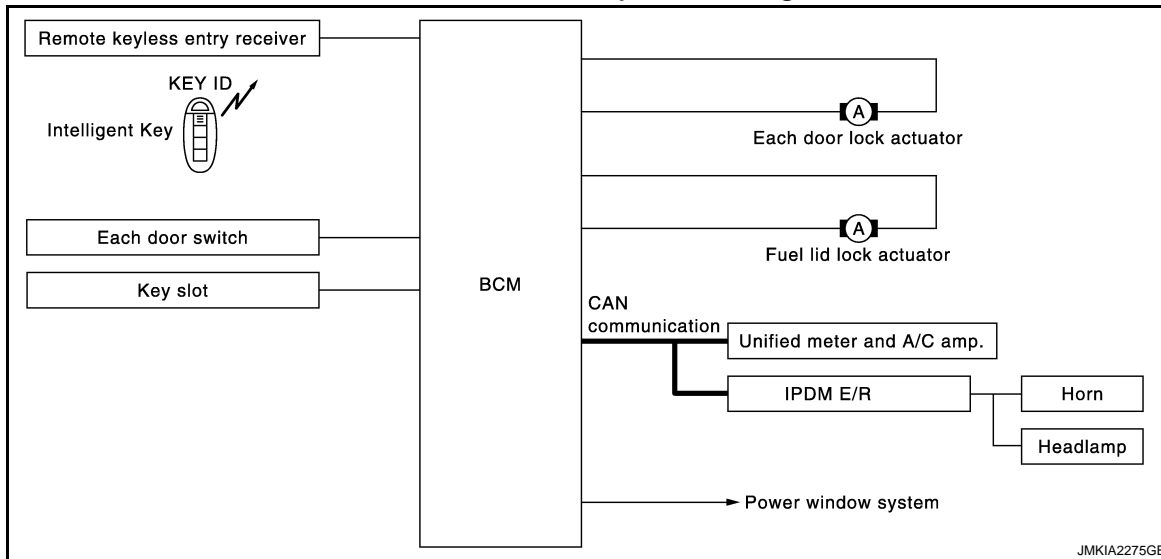 Remote keyless entry receiver
KEY ID
Intelligent Key
Each door switch
Key slot
BCM
A
Each door lock actuator
A
Fuel lid lock actuator
CAN
communication
Unified meter and A/C amp.
IPDM E/R
Horn
Headlamp
Power window system